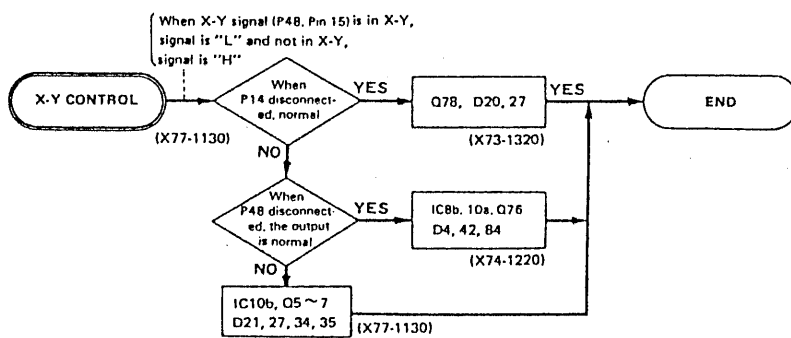 When X-Y signal (P48, Pin 15) is in X-Y,
signal is "L" and not in X-Y,
signal is "H"
X-Y CONTROL
(X77-1130)
When
P14 disconnect-
ed, normal
YES
Q78, D20, 27
(X73-1320)
YES
END
NO
When
P48 disconnect-
ed, the output
is normal
YES
IC8b, 10a, Q76
D4, 42, 84
(X74-1220)
NO
IC10b, Q5~7
D21, 27, 34, 35
(X77-1130)